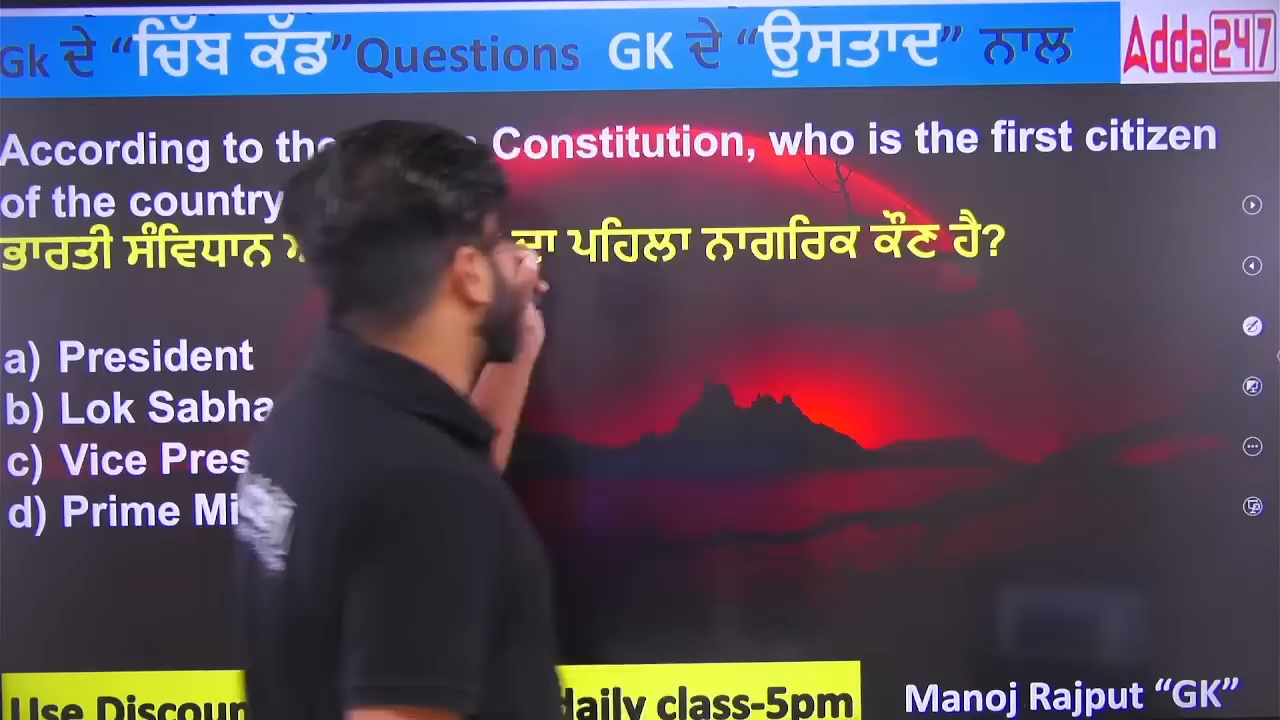 Gk ਦੇ “ਚਿੱਬ ਕੱਡ” Questions GK ਦੇ “ਉਸਤਾਦ” ਨਾਲ
Adda247
According to the Constitution, who is the first citizen
of the country
ਭਾਰਤੀ ਸੰਵਿਧਾਨ ਦਾ ਪਹਿਲਾ ਨਾਗਰਿਕ ਕੌਣ ਹੈ?
a) President
b) Lok Sabha
c) Vice Pres
d) Prime Mi
Use Discoun daily class-5pm
Manoj Rajput “GK”